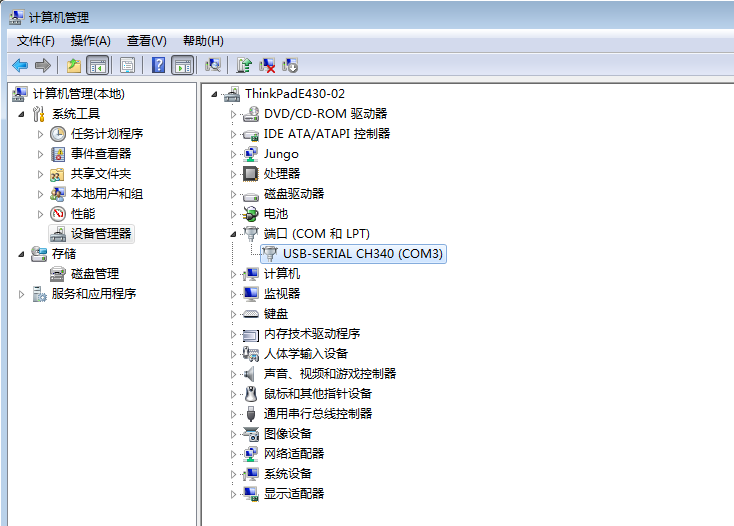 计算机管理
文件(F) 操作(A) 查看(V) 帮助(H)
计算机管理(本地)
系统工具
任务计划程序
事件查看器
共享文件夹
本地用户和组
性能
设备管理器
存储
磁盘管理
服务和应用程序
ThinkPadE430-02
DVD/CD-ROM 驱动器
IDE ATA/ATAPI 控制器
Jungo
处理器
磁盘驱动器
电池
端口 (COM 和 LPT)
USB-SERIAL CH340 (COM3)
计算机
监视器
键盘
内存技术驱动程序
人体学输入设备
声音、视频和游戏控制器
鼠标和其他指针设备
通用串行总线控制器
图像设备
网络适配器
系统设备
显示适配器